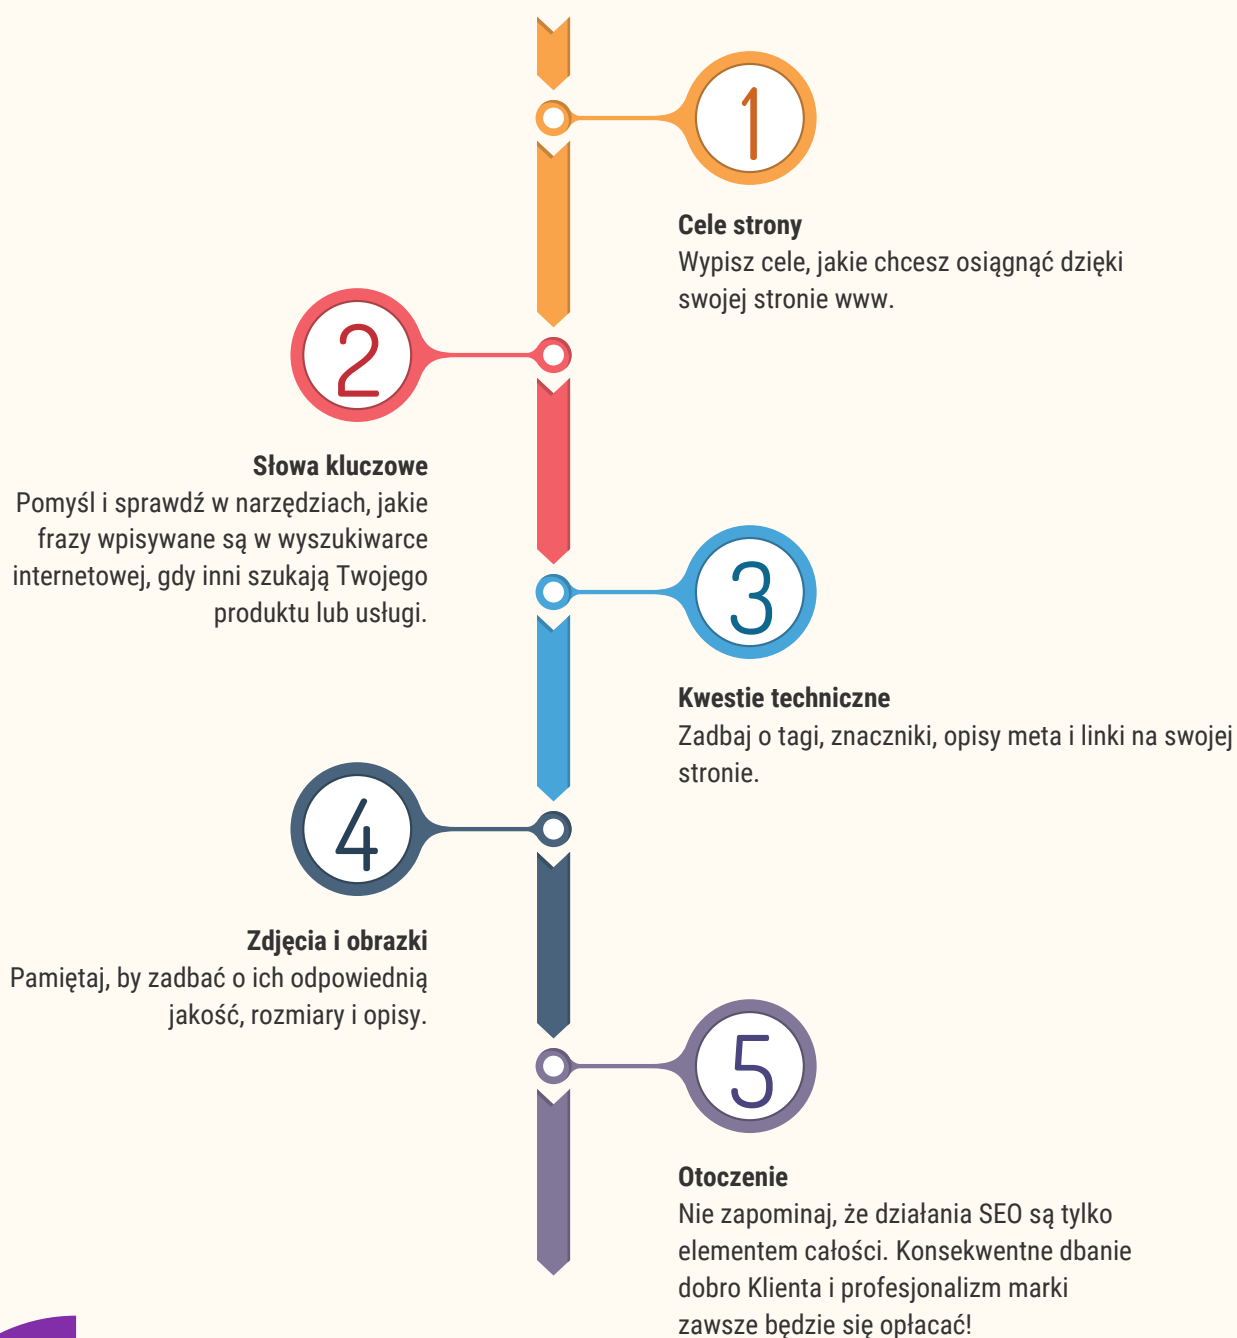 1
Cele strony
Wypisz cele, jakie chcesz osiągnąć dzięki
swojej stronie www.
2
Słowa kluczowe
Pomyśl i sprawdź w narzędziach, jakie
frazy wpisywane są w wyszukiwarce
internetowej, gdy inni szukają Twojego
produktu lub usługi.
3
Kwestie techniczne
Zadbaj o tagi, znaczniki, opisy meta i linki na swojej
stronie.
4
Zdjęcia i obrazki
Pamiętaj, by zadbać o ich odpowiednią
jakość, rozmiary i opisy.
5
Otoczenie
Nie zapominaj, że działania SEO są tylko
elementem całości. Konsekwentne dbanie
dobro Klienta i profesjonalizm marki
zawsze będzie się opłacać!